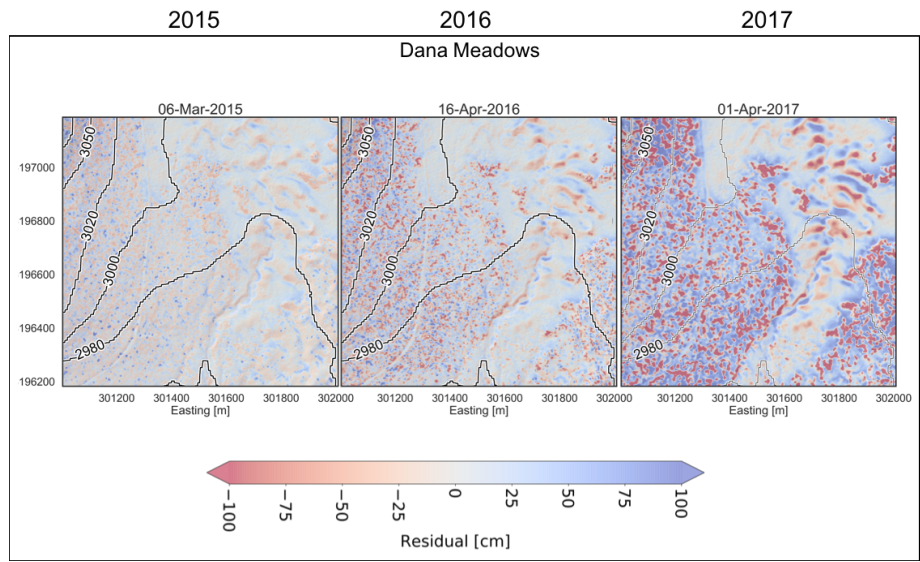 2015 2016 2017
Dana Meadows
06-Mar-2015 16-Apr-2016 01-Apr-2017
3050 3050 3050
197000
3020 3020 3020
196800
3000 3000 3000
196600
196400
2980 2980 2980
196200
301200 301400 301600 301800 302000 301200 301400 301600 301800 302000 301200 301400 301600 301800 302000
Easting [m] Easting [m] Easting [m]
−100 −75 −50 −25 0 25 50 75 100
Residual [cm]